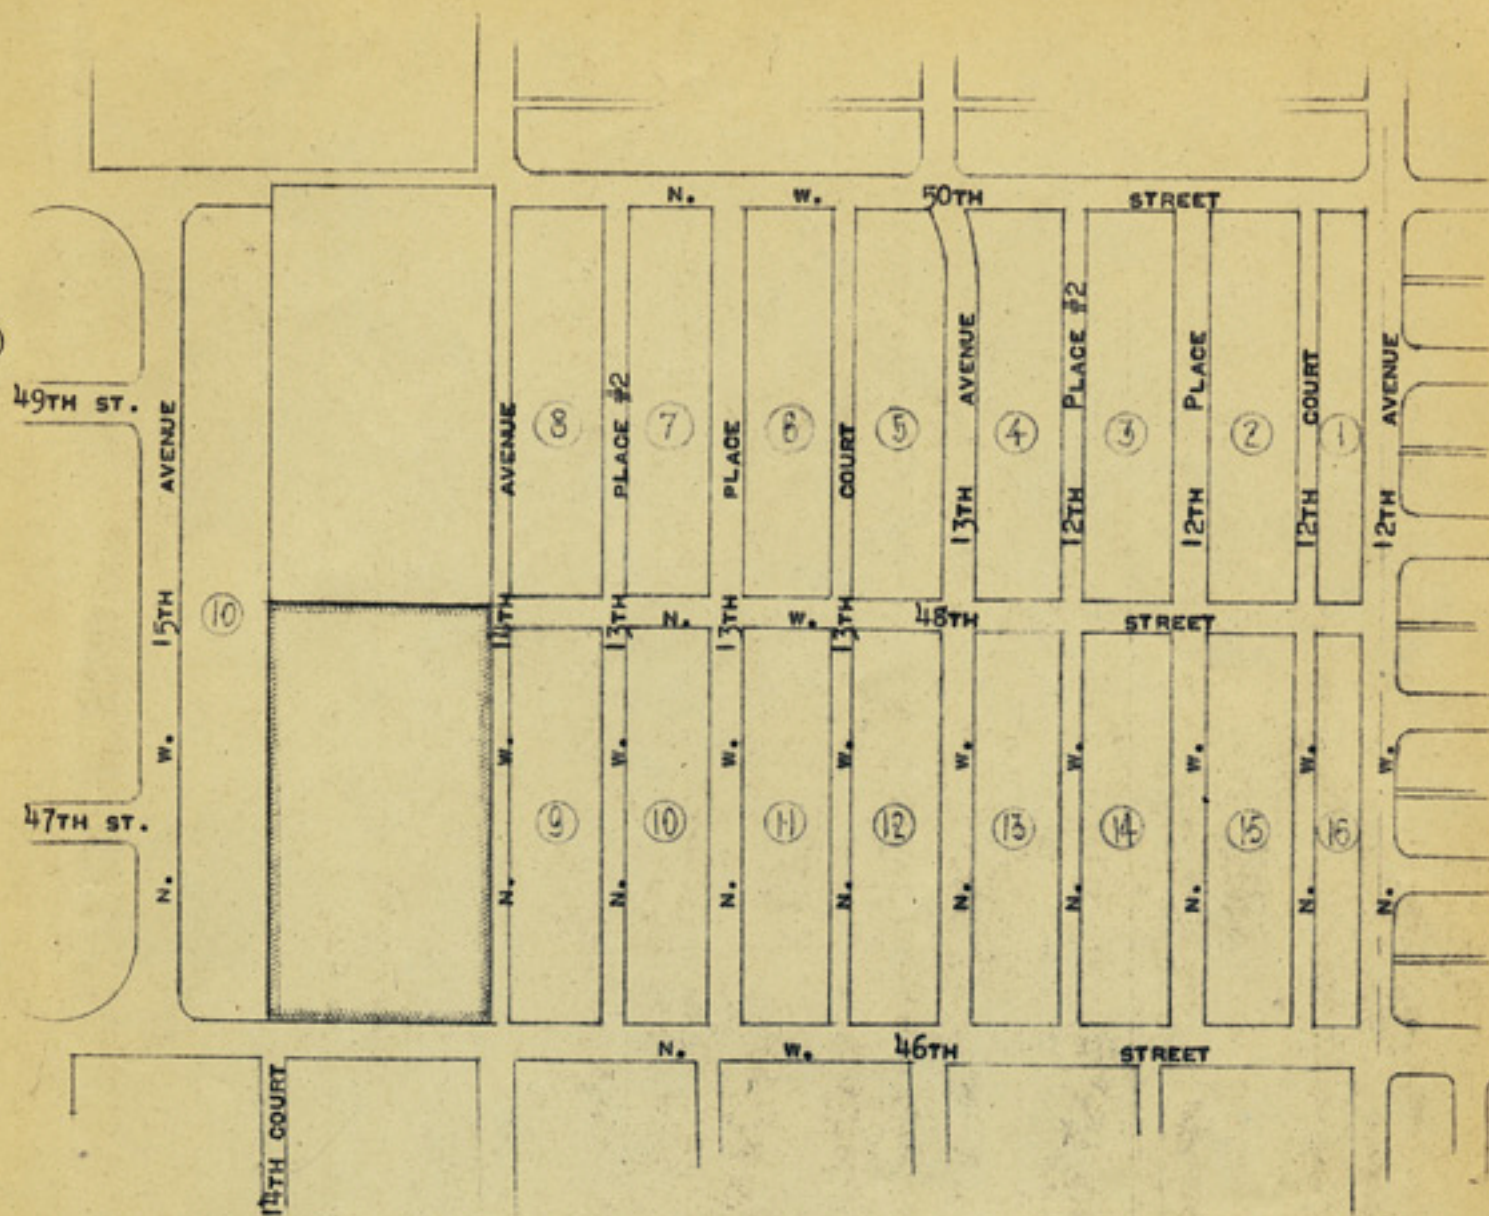 N. W. 50TH STREET
49TH ST.
47TH ST.
N. W. 15TH AVENUE
N. W. 14TH AVENUE
N. W. 13TH PLACE #2
N. W. 13TH PLACE
N. W. 13TH COURT
N. W. 13TH AVENUE
N. W. 12TH PLACE #2
N. W. 12TH PLACE
N. W. 12TH COURT
N. W. 12TH AVENUE
8 7 6 5 4 3 2 1
10
N. W. 48TH STREET
9 10 11 12 13 14 15 16
N. W. 46TH STREET
14TH COURT